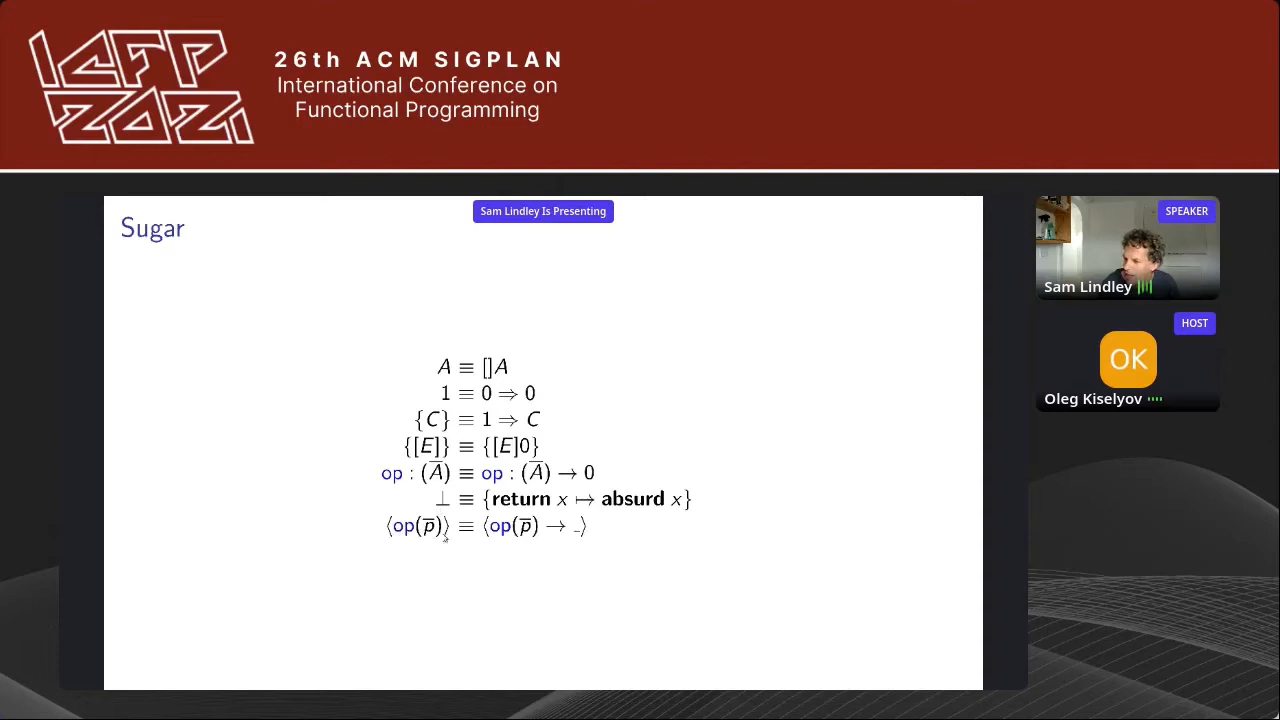 ICFP
2021
26th ACM SIGPLAN
International Conference on
Functional Programming
Sugar
Sam Lindley Is Presenting
A ≡ []A
1 ≡ 0 ⇒ 0
{C} ≡ 1 ⇒ C
{[E]} ≡ {[E]0}
op : (A̅) ≡ op : (A̅) → 0
⊥ ≡ {return x ↦ absurd x}
⟨op(p̅)⟩ ≡ ⟨op(p̅) → _⟩
SPEAKER
Sam Lindley
HOST
OK
Oleg Kiselyov